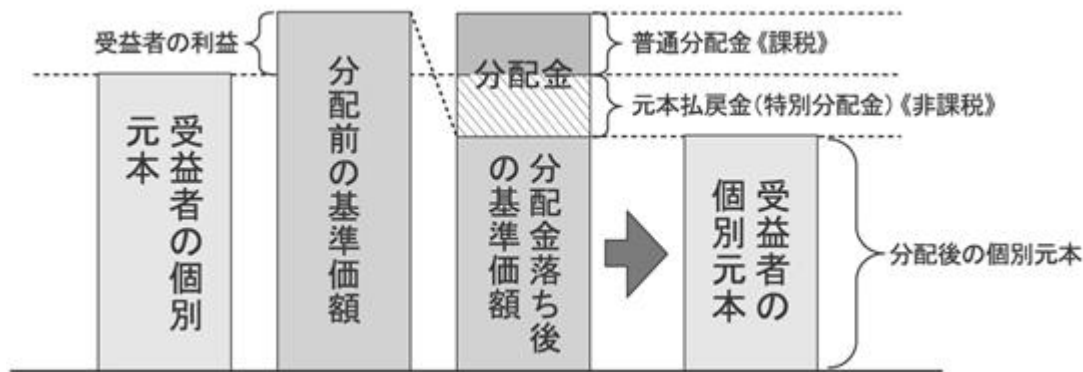 受益者の利益
受益者の個別
元本
分配前の基準価額
分配金
分配金落ち後
の基準価額
普通分配金《課税》
元本払戻金(特別分配金)《非課税》
受益者の
個別元本
分配後の個別元本